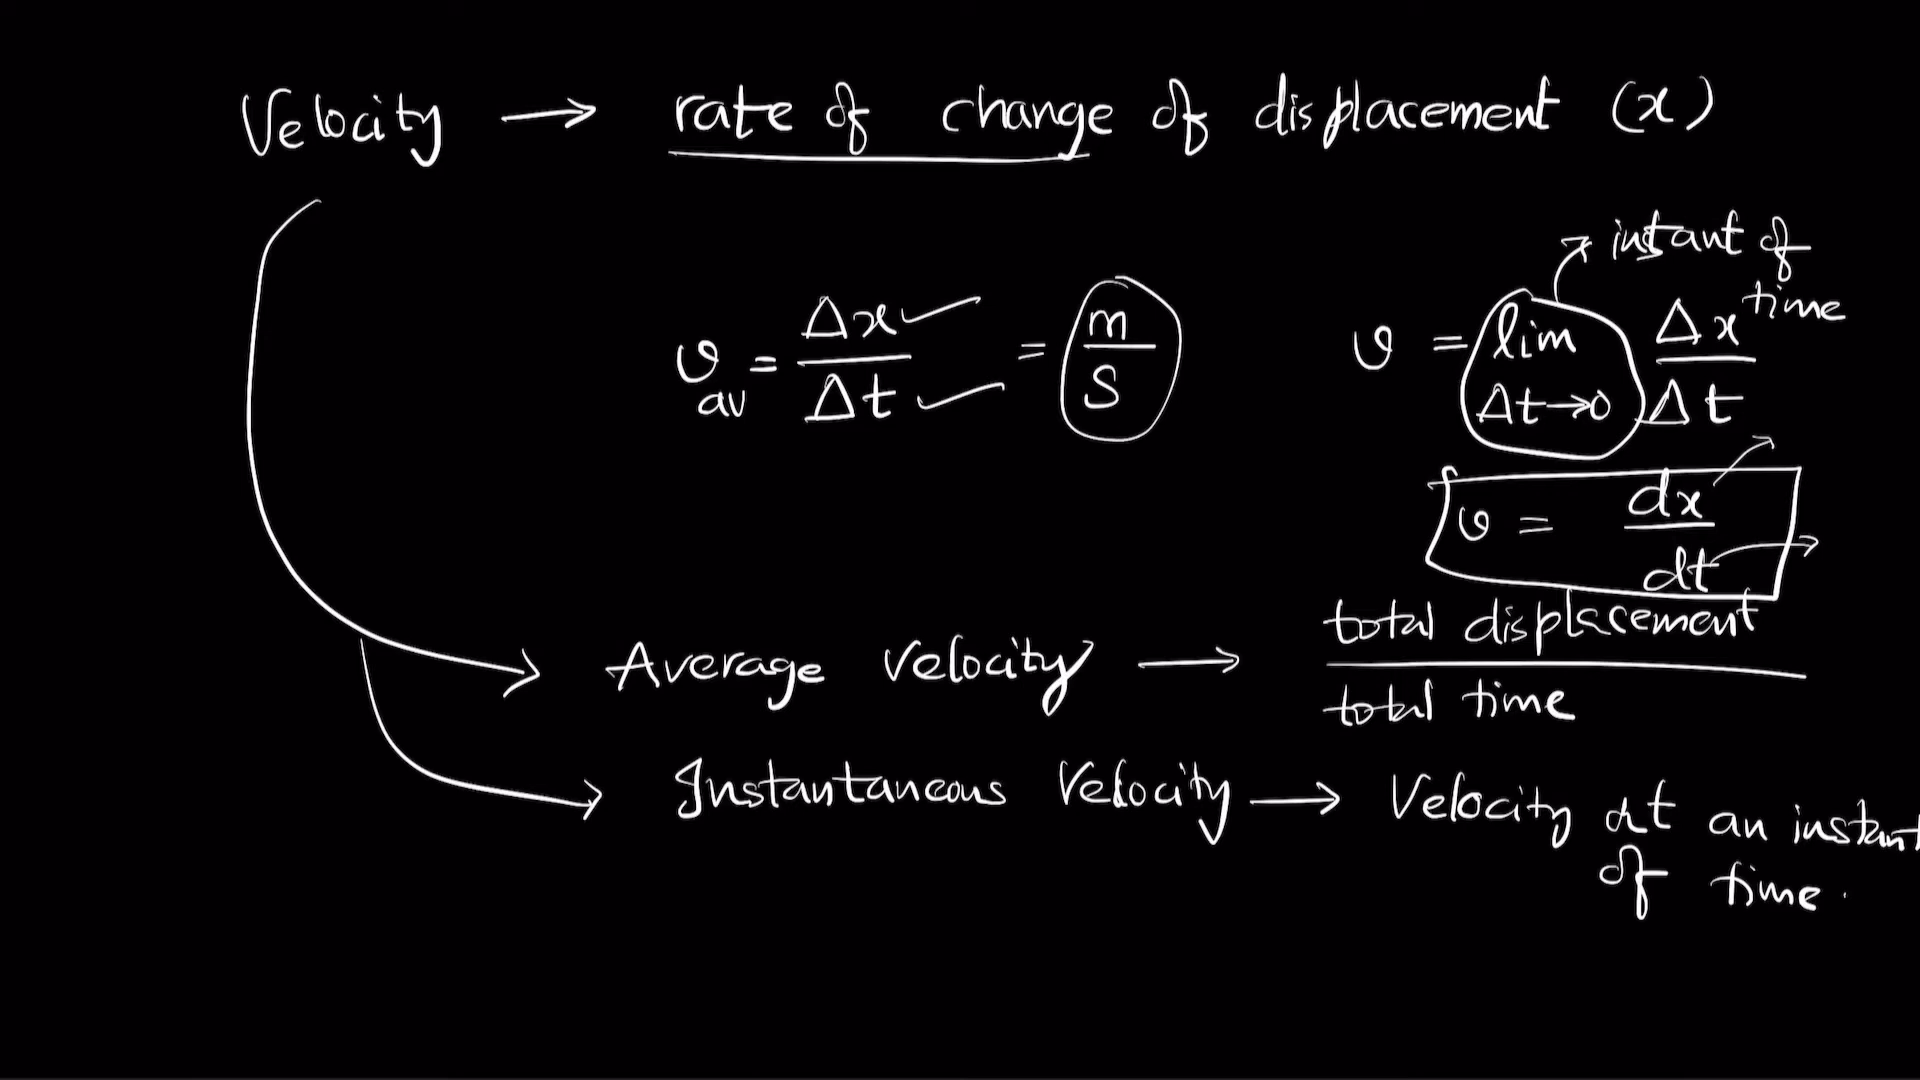 Velocity → rate of change of displacement (x)
instant of
time
v_av = Δx/Δt = m/s
v = lim Δt→0 Δx/Δt
v = dx/dt
Average Velocity → total displacement / total time
Instantaneous Velocity → Velocity at an instant
of time.